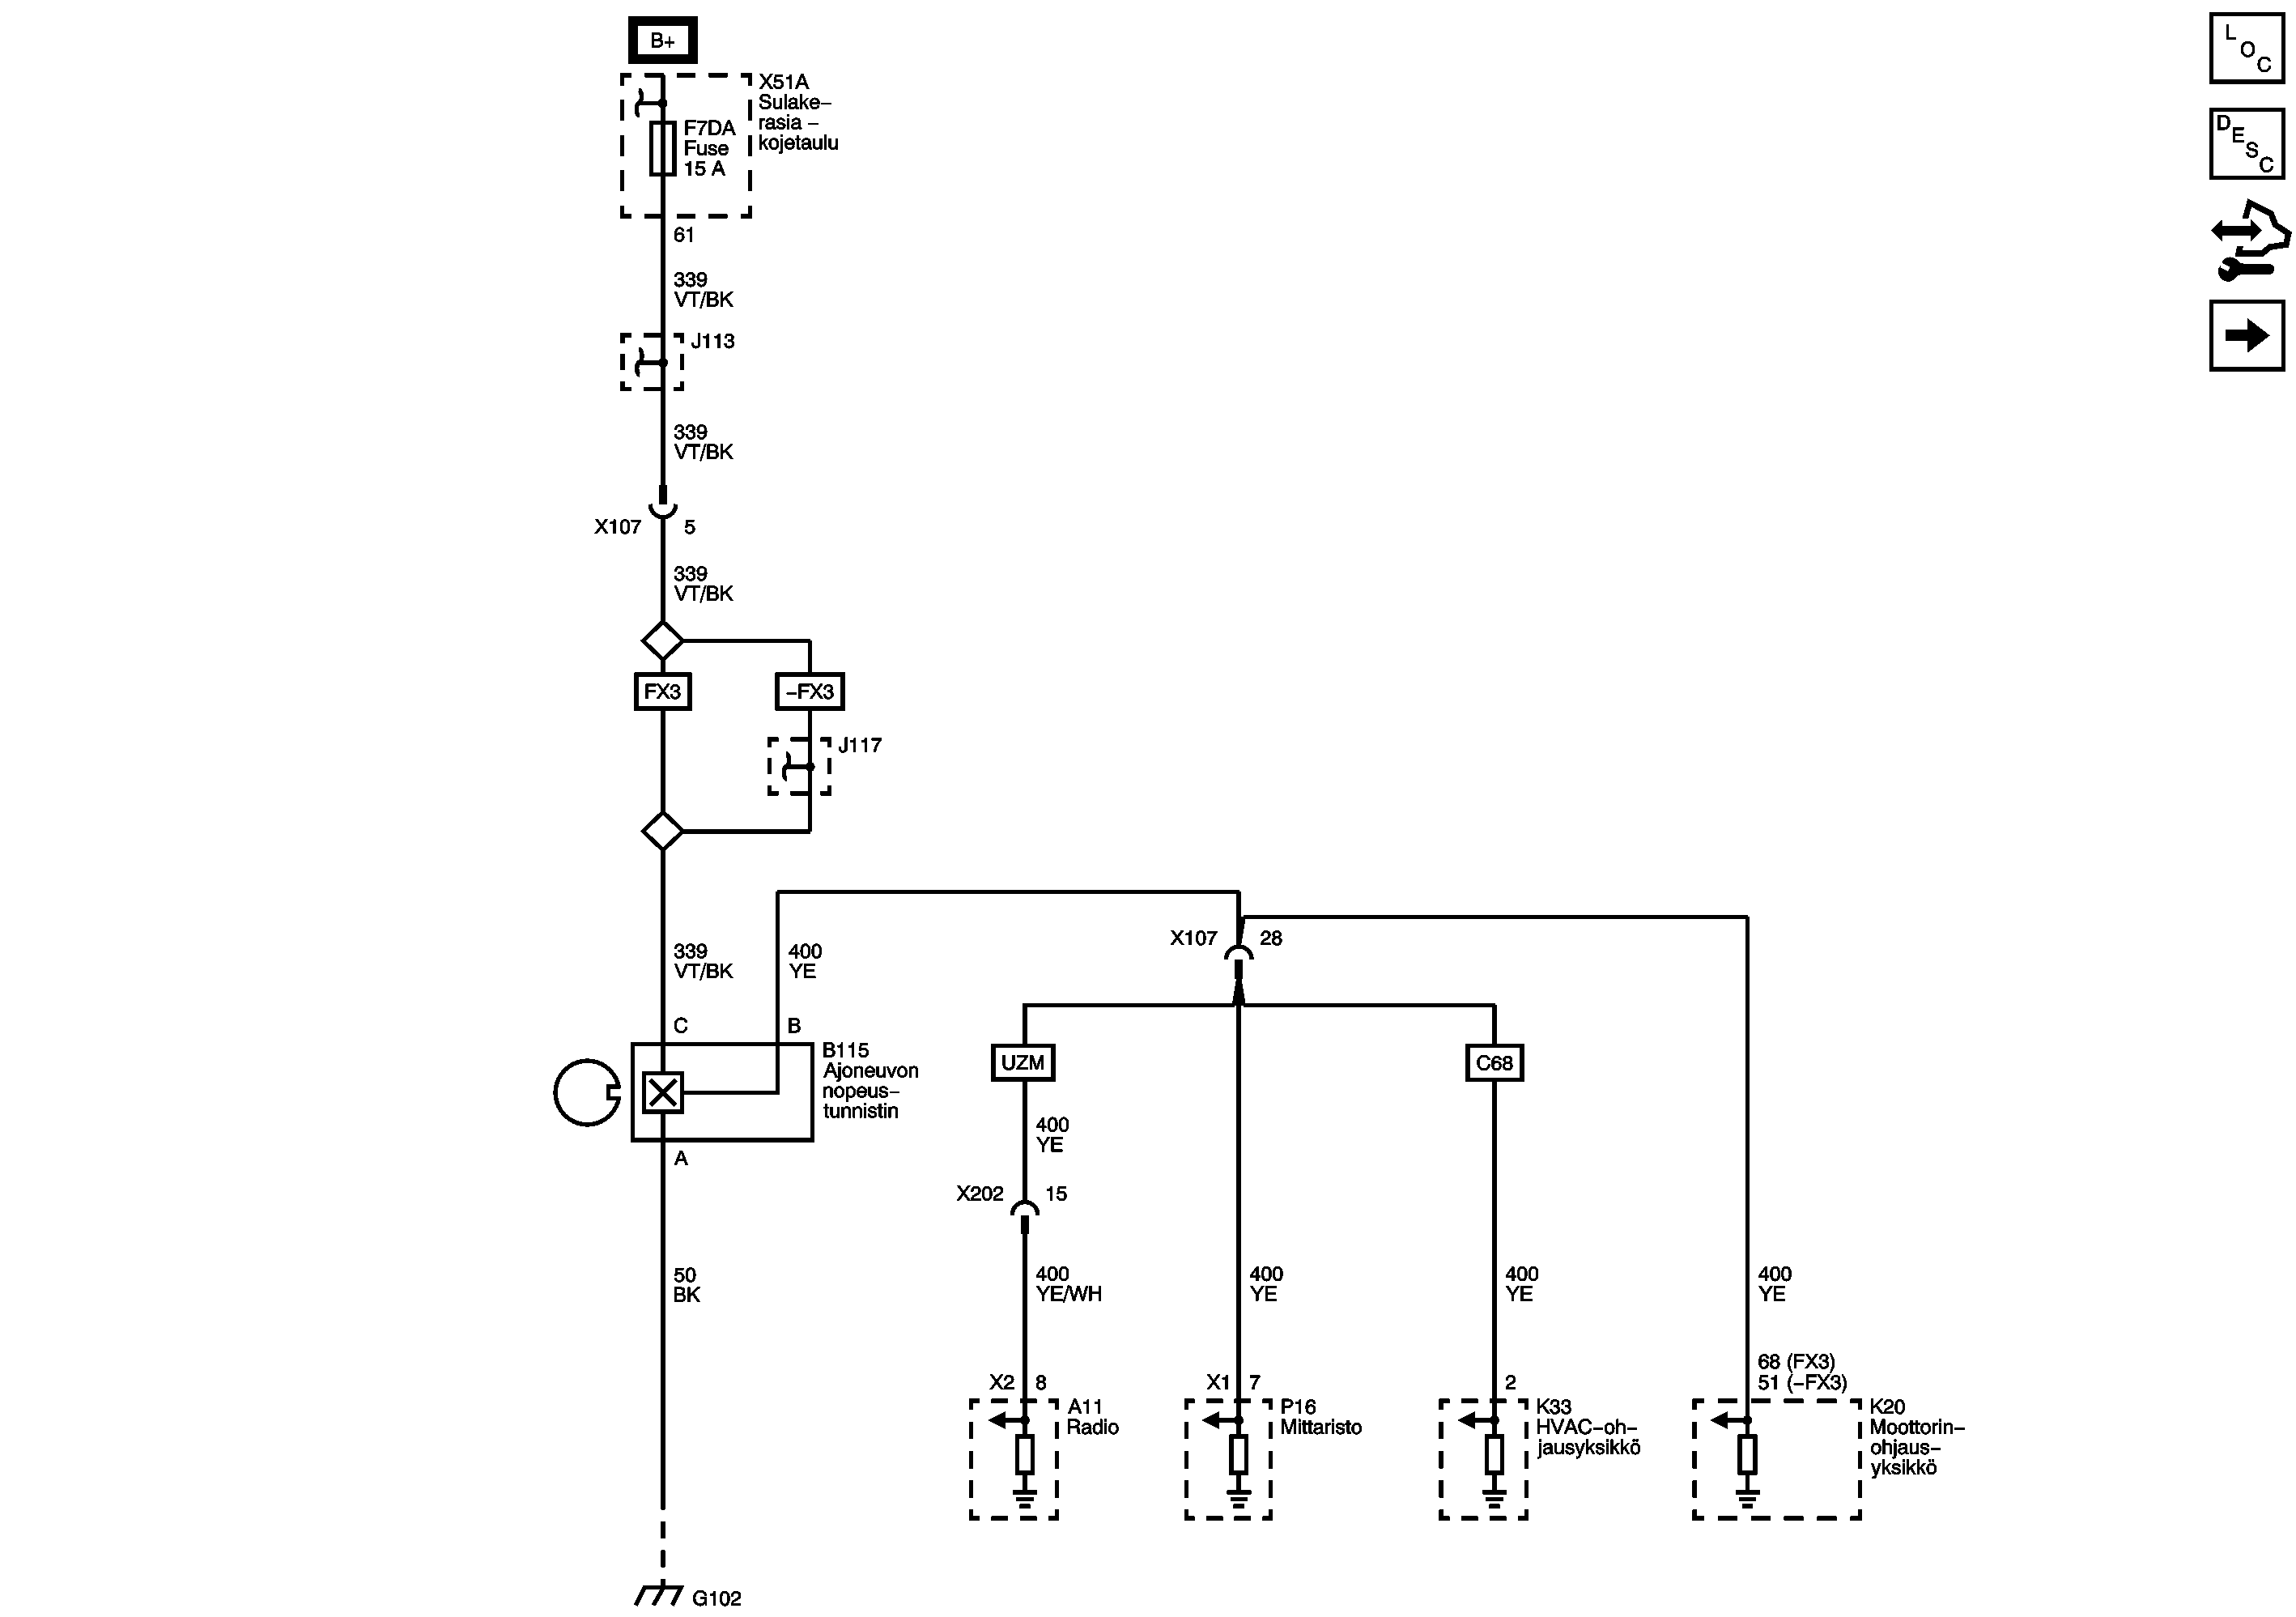 B+
X51A
Sulake-
rasia -
kojetaulu
F7DA
Fuse
15 A
61
339
VT/BK
J113
339
VT/BK
X107
5
339
VT/BK
FX3
-FX3
J117
339
VT/BK
400
YE
X107
28
C
B
B115
Ajoneuvon
nopeus-
tunnistin
A
UZM
C68
400
YE
X202
15
50
BK
400
YE/WH
400
YE
400
YE
400
YE
X2
8
X1
7
2
68 (FX3)
51 (-FX3)
A11
Radio
P16
Mittaristo
K33
HVAC-oh-
jausyksikkö
K20
Moottorin-
ohjaus-
yksikkö
G102
LOC
DESC